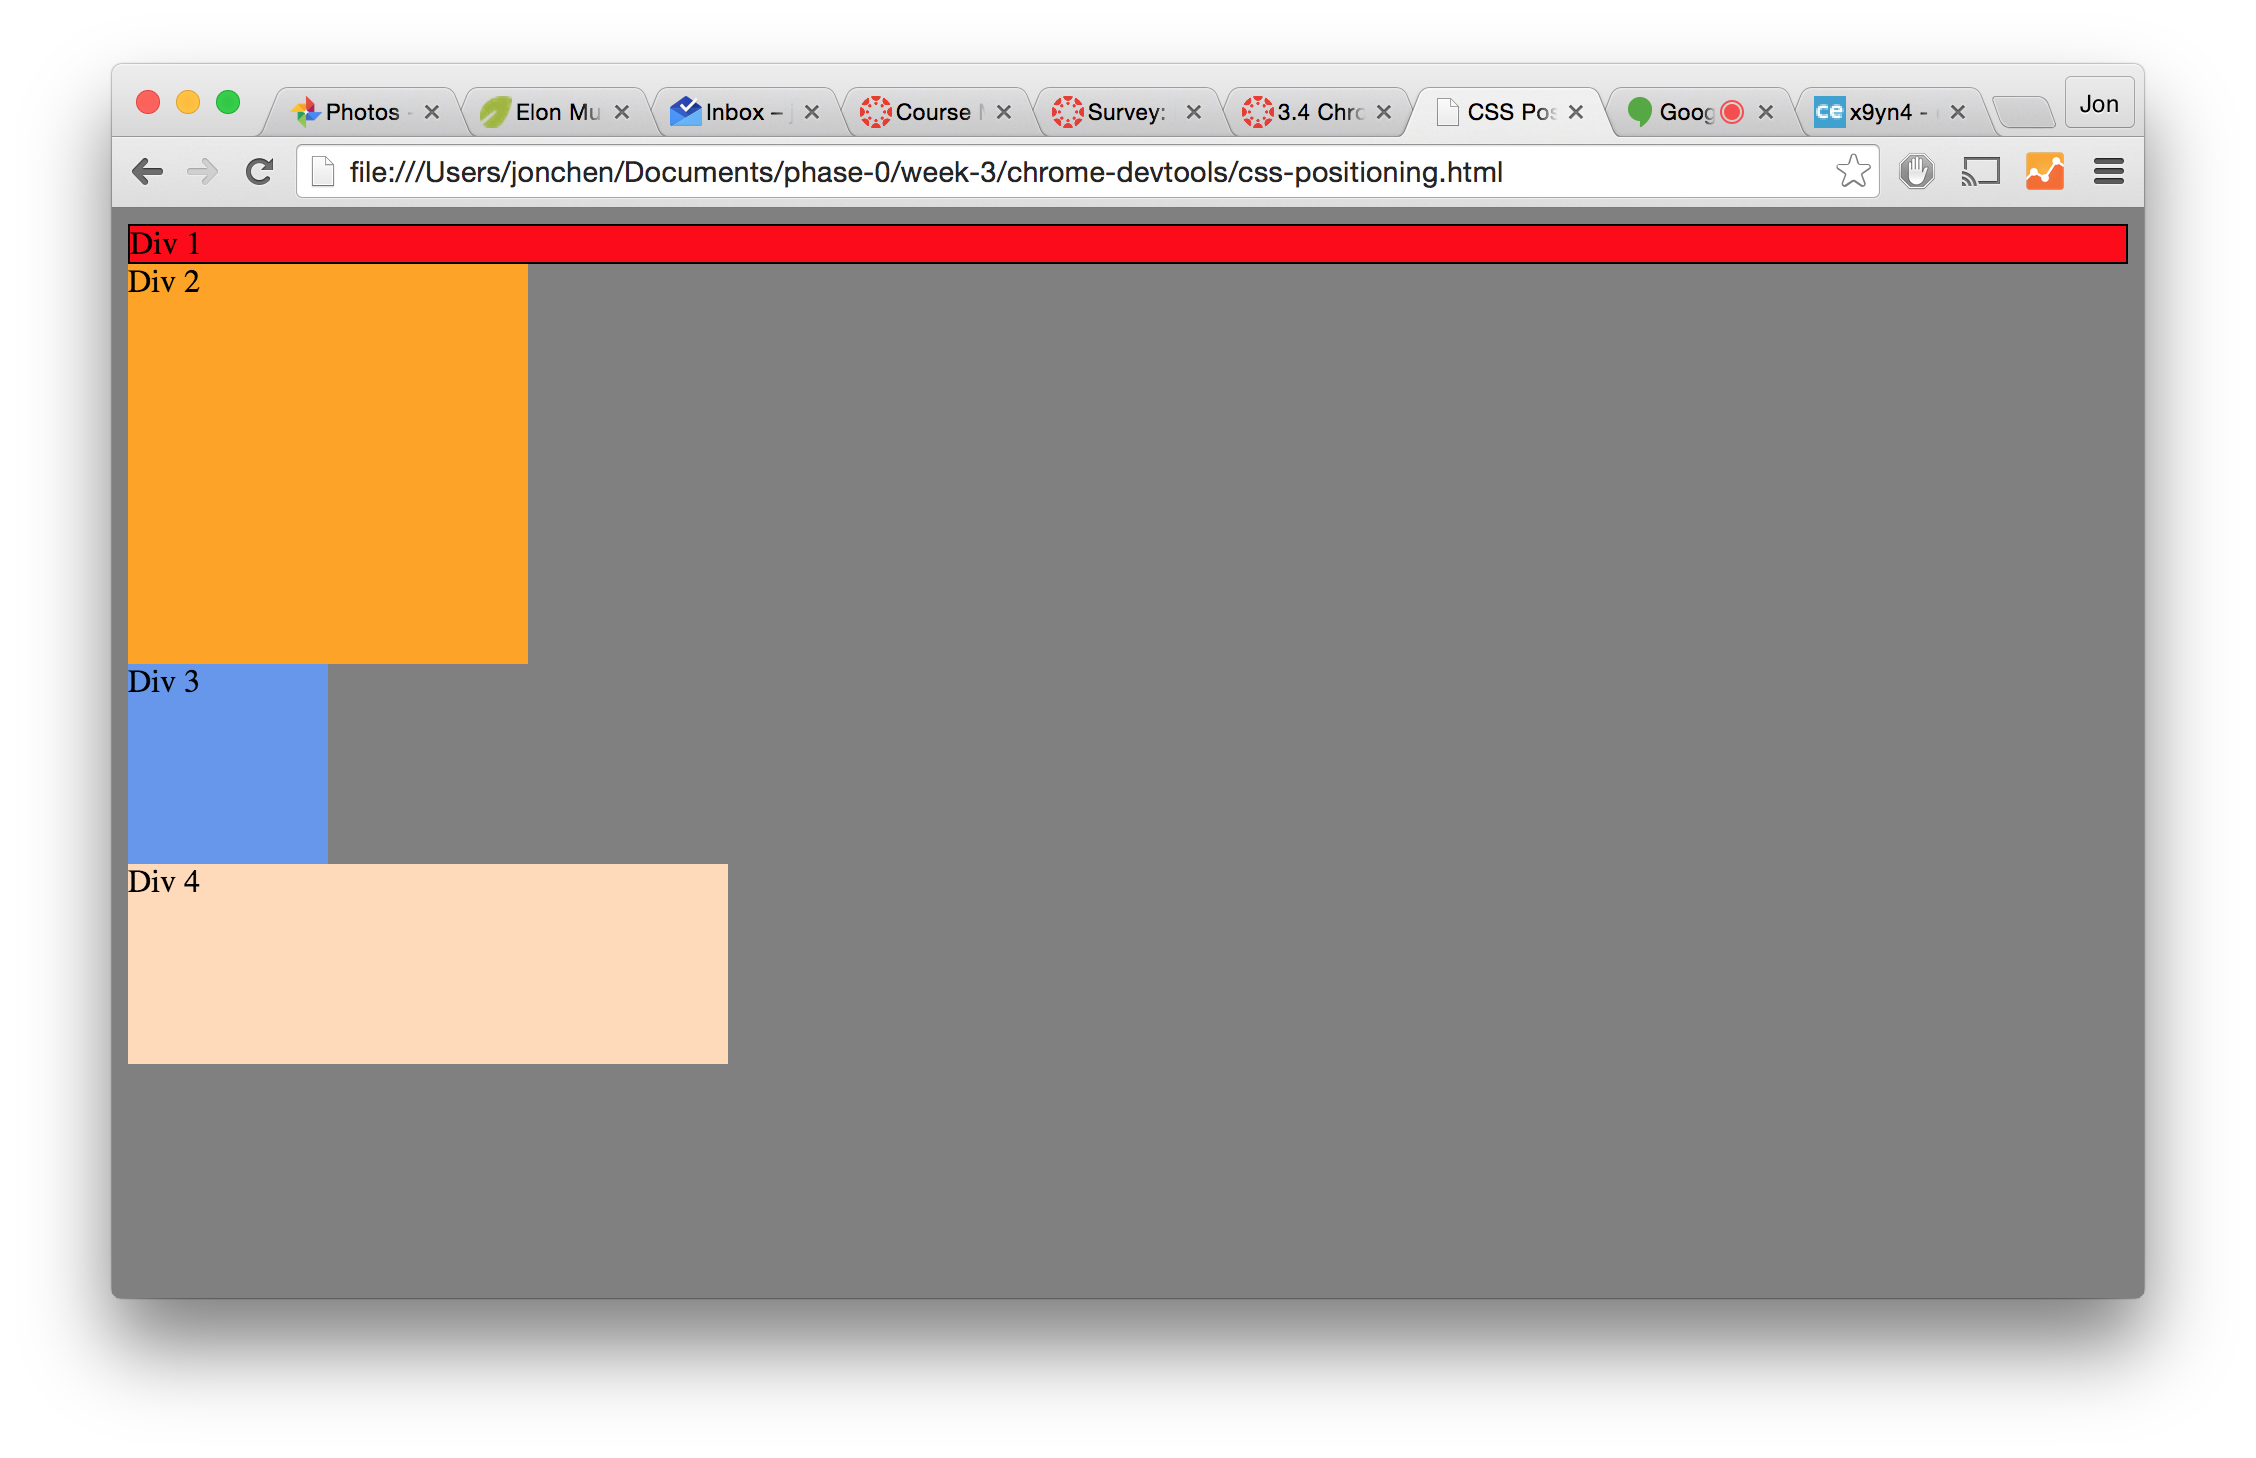 Photos - Elon Mu Inbox – Course Survey: 3.4 Chro CSS Pos Goog ce x9yn4 - Jon
file:///Users/jonchen/Documents/phase-0/week-3/chrome-devtools/css-positioning.html
Div 1
Div 2
Div 3
Div 4